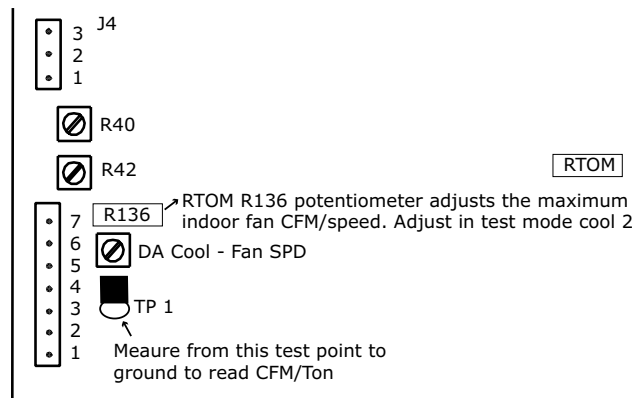 J4
3
2
1
R40
R42
RTOM
R136
RTOM R136 potentiometer adjusts the maximum
indoor fan CFM/speed. Adjust in test mode cool 2
7
6
5
4
3
2
1
DA Cool - Fan SPD
TP 1
Meaure from this test point to
ground to read CFM/Ton